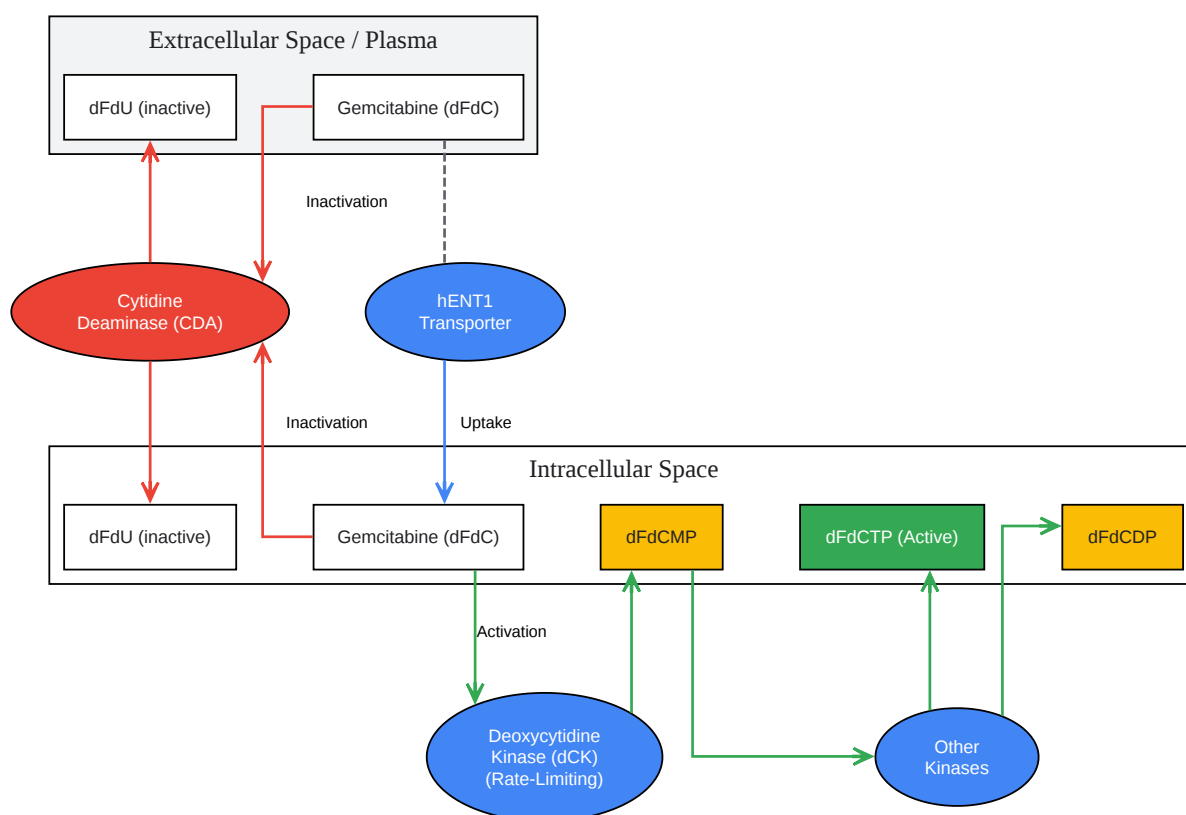 Extracellular Space / Plasma
dFdU (inactive)
Gemcitabine (dFdC)
Inactivation
Cytidine
Deaminase (CDA)
hENT1
Transporter
Inactivation
Uptake
Intracellular Space
dFdU (inactive)
Gemcitabine (dFdC)
dFdCMP
dFdCTP (Active)
dFdCDP
Activation
Deoxycytidine
Kinase (dCK)
(Rate-Limiting)
Other
Kinases